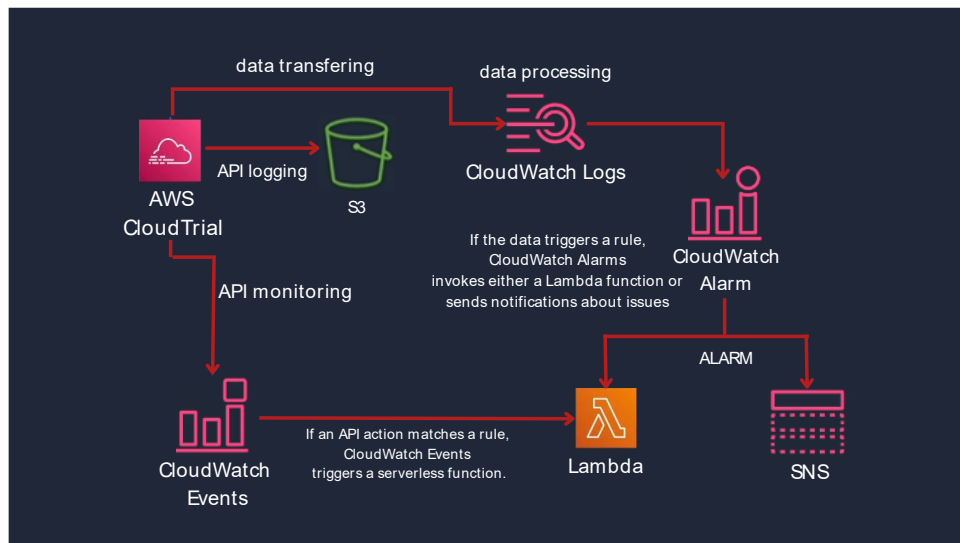 data transfering
data processing
API logging
S3
CloudWatch Logs
AWS
CloudTrial
If the data triggers a rule,
CloudWatch Alarms
invokes either a Lambda function or
sends notifications about issues
CloudWatch
Alarm
API monitoring
ALARM
If an API action matches a rule,
CloudWatch Events
triggers a serverless function.
CloudWatch
Events
Lambda
SNS